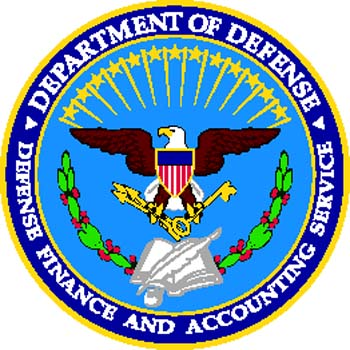 DEPARTMENT OF DEFENSE
DEFENSE FINANCE AND ACCOUNTING SERVICE